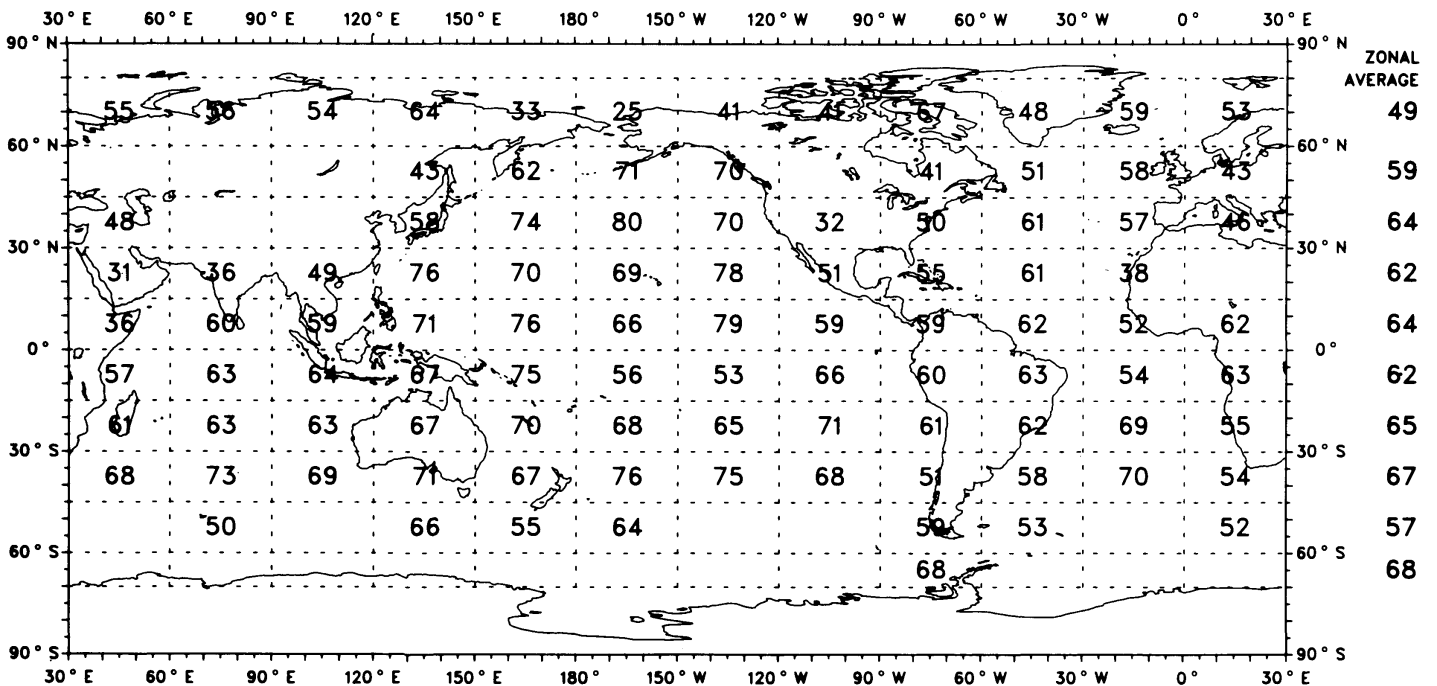 30° E 60° E 90° E 120° E 150° E 180° 150° W 120° W 90° W 60° W 30° W 0° 30° E
90° N 90° N
ZONAL
AVERAGE
55 56 54 64 33 25 41 67 48 59 53 49
60° N 60° N
43 62 71 70 41 51 58 43 59
48 58 74 80 70 32 50 61 57 46 64
30° N 30° N
31 36 49 76 70 69 78 51 55 61 38 62
36 60 59 71 76 66 79 59 59 62 52 62 64
0° 0°
57 63 64 67 75 56 53 66 60 63 54 63 62
61 63 63 67 70 68 65 71 61 62 69 55 65
30° S 30° S
68 73 69 71 67 76 75 68 51 58 70 54 67
50 66 55 64 59 53 52 57
60° S 60° S
68 68
90° S 90° S
30° E 60° E 90° E 120° E 150° E 180° 150° W 120° W 90° W 60° W 30° W 0° 30° E